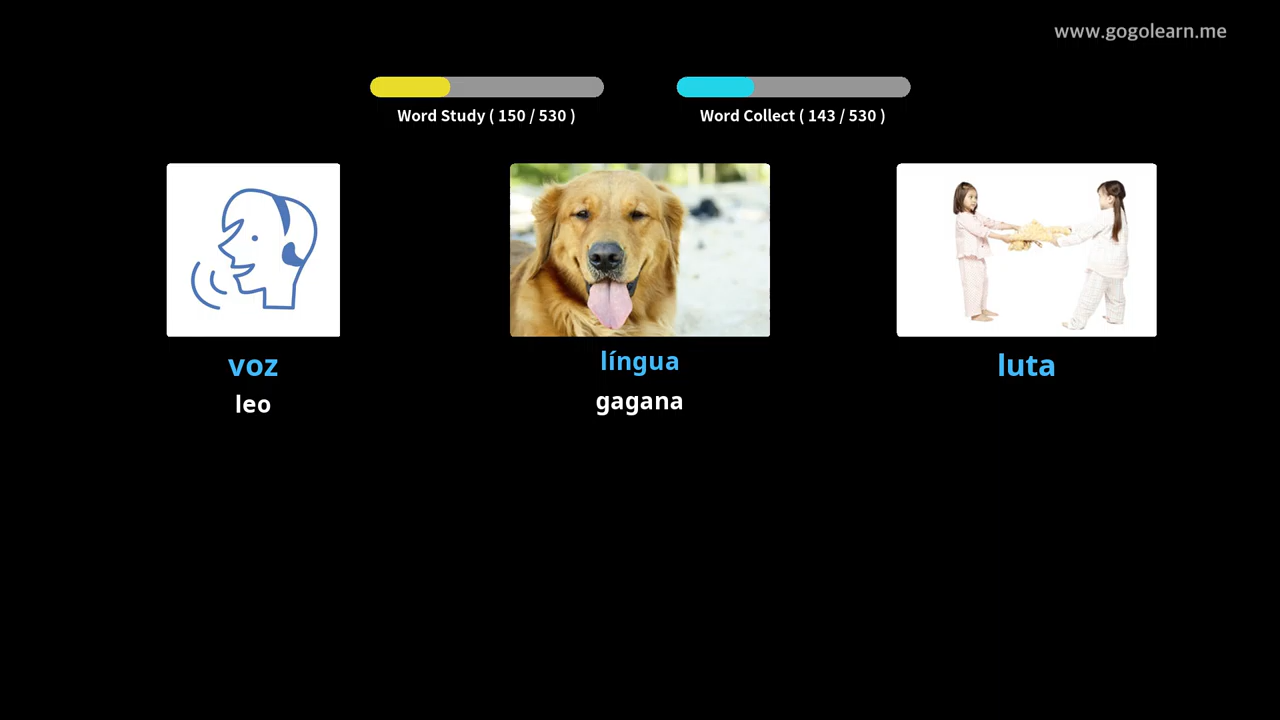 www.gogolearn.me
Word Study ( 150 / 530 )
Word Collect ( 143 / 530 )
voz
língua
luta
leo
gagana